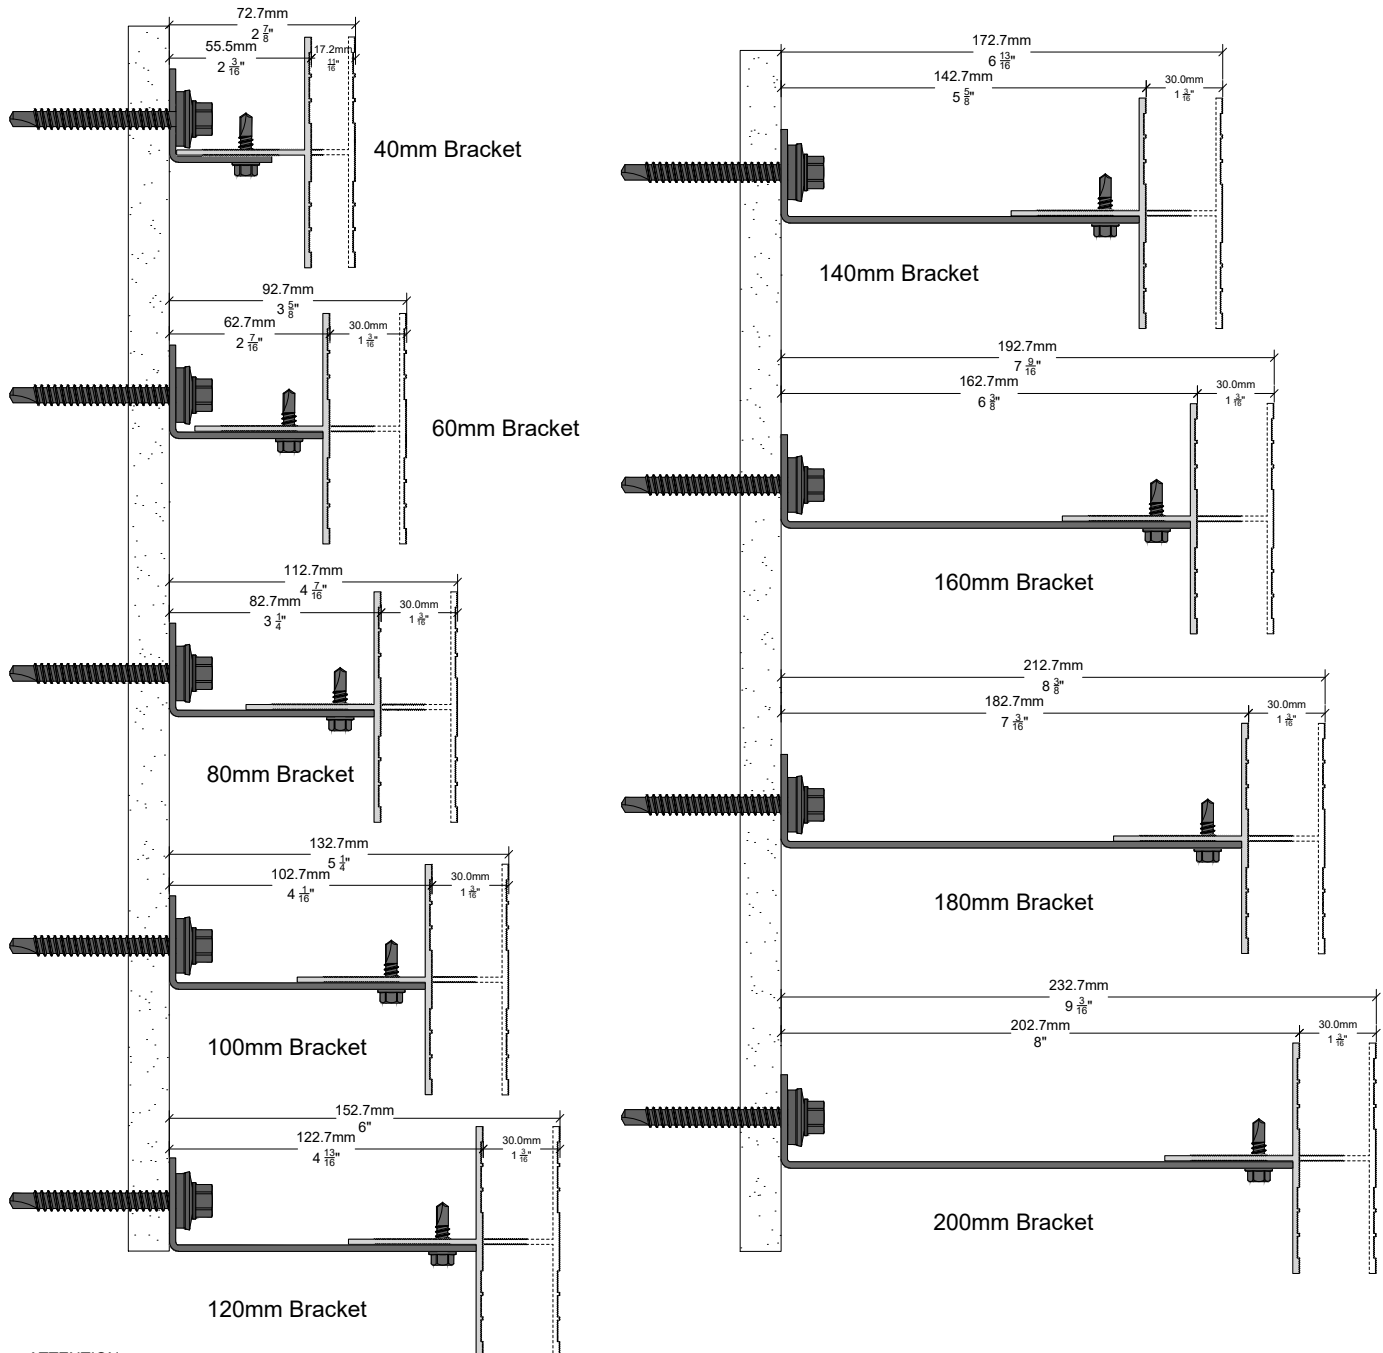 72.7mm
2 7/8"
55.5mm
2 3/16"
17.2mm
11/16"
40mm Bracket
92.7mm
3 5/8"
62.7mm
2 7/16"
30.0mm
1 3/16"
60mm Bracket
112.7mm
4 7/16"
82.7mm
3 1/4"
30.0mm
1 3/16"
80mm Bracket
132.7mm
5 1/4"
102.7mm
4 1/16"
30.0mm
1 3/16"
100mm Bracket
152.7mm
6"
122.7mm
4 13/16"
30.0mm
1 3/16"
120mm Bracket
172.7mm
6 13/16"
142.7mm
5 5/8"
30.0mm
1 3/16"
140mm Bracket
192.7mm
7 9/16"
162.7mm
6 3/8"
30.0mm
1 3/16"
160mm Bracket
212.7mm
8 3/8"
182.7mm
7 3/16"
30.0mm
1 3/16"
180mm Bracket
232.7mm
9 3/16"
202.7mm
8"
30.0mm
1 3/16"
200mm Bracket